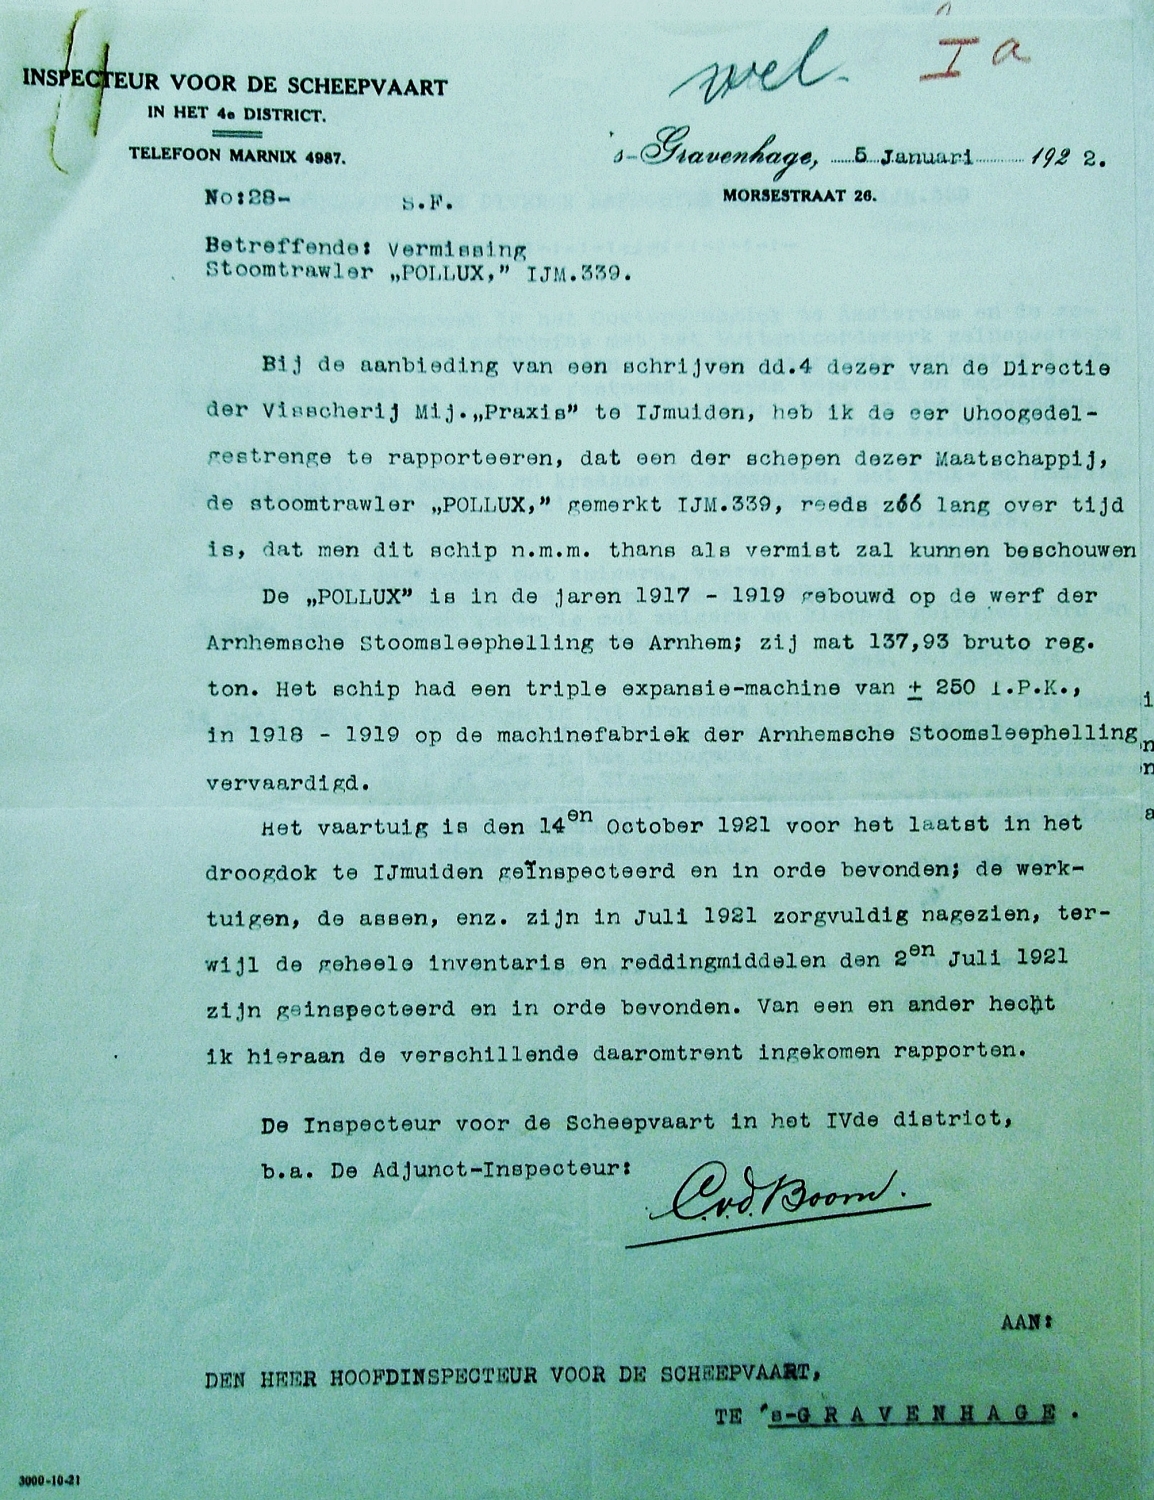 wel.
I a
INSPECTEUR VOOR DE SCHEEPVAART
IN HET 4e DISTRICT.
TELEFOON MARNIX 4987.
's-Gravenhage, 5 Januari 1922.
MORSESTRAAT 26.
No:28- S.F.
Betreffende: Vermissing
Stoomtrawler „POLLUX,” IJM.339.
Bij de aanbieding van een schrijven dd.4 dezer van de Directie
der Visscherij Mij.„Praxis” te IJmuiden, heb ik de eer Uhoogedel-
gestrenge te rapporteeren, dat een der schepen dezer Maatschappij,
de stoomtrawler „POLLUX,” gemerkt IJM.339, reeds zóó lang over tijd
is, dat men dit schip n.m.m. thans als vermist zal kunnen beschouwen
De „POLLUX” is in de jaren 1917 - 1919 gebouwd op de werf der
Arnhemsche Stoomsleephelling te Arnhem; zij mat 137,93 bruto reg.
ton. Het schip had een triple expansie-machine van ± 250 I.P.K.,
in 1918 - 1919 op de machinefabriek der Arnhemsche Stoomsleephelling
vervaardigd.
Het vaartuig is den 14en October 1921 voor het laatst in het
droogdok te IJmuiden geïnspecteerd en in orde bevonden; de werk-
tuigen, de assen, enz. zijn in Juli 1921 zorgvuldig nagezien, ter-
wijl de geheele inventaris en reddingmiddelen den 2en Juli 1921
zijn geinspecteerd en in orde bevonden. Van een en ander hecht
ik hieraan de verschillende daaromtrent ingekomen rapporten.
De Inspecteur voor de Scheepvaart in het IVde district,
b.a. De Adjunct-Inspecteur:
C.v.d.Boom.
AAN:
DEN HEER HOOFDINSPECTEUR VOOR DE SCHEEPVAART,
TE 's-GRAVENHAGE.
3000-10-21